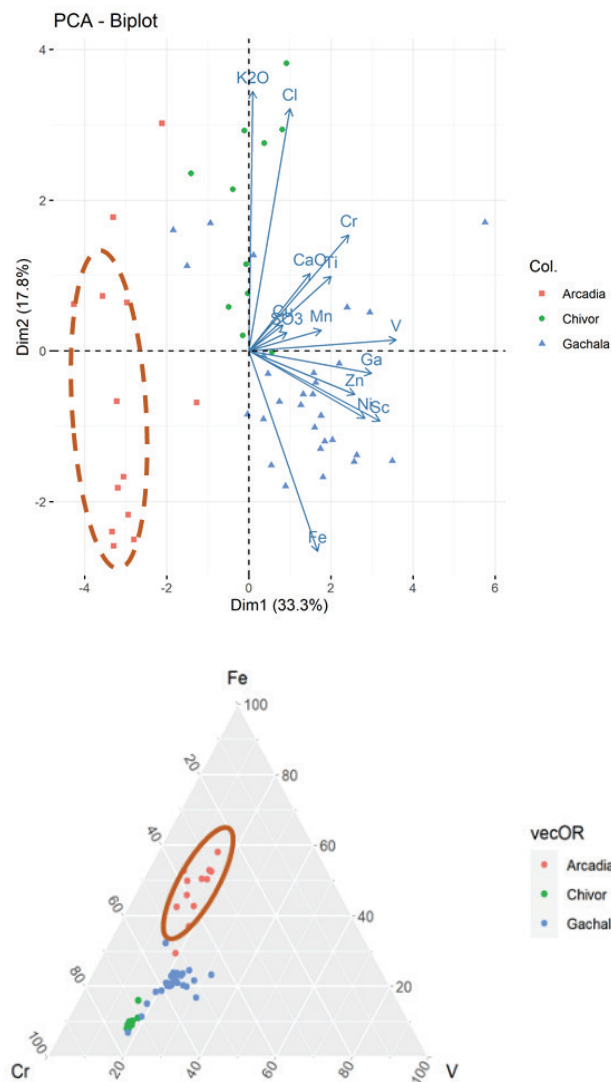 PCA - Biplot
4
2
0
-2
Dim2 (17.8%)
K2O
Cl
Cr
CaO
Ti
Cu
SO3
Mn
V
Ga
Zn
Ni
Sc
Fe
-4
-2
0
2
4
6
Dim1 (33.3%)
Col.
Arcadia
Chivor
Gachala
Fe
100
20
80
40
60
60
40
80
20
100
Cr
20
40
60
80
100
V
vecOR
Arcadia
Chivor
Gachala